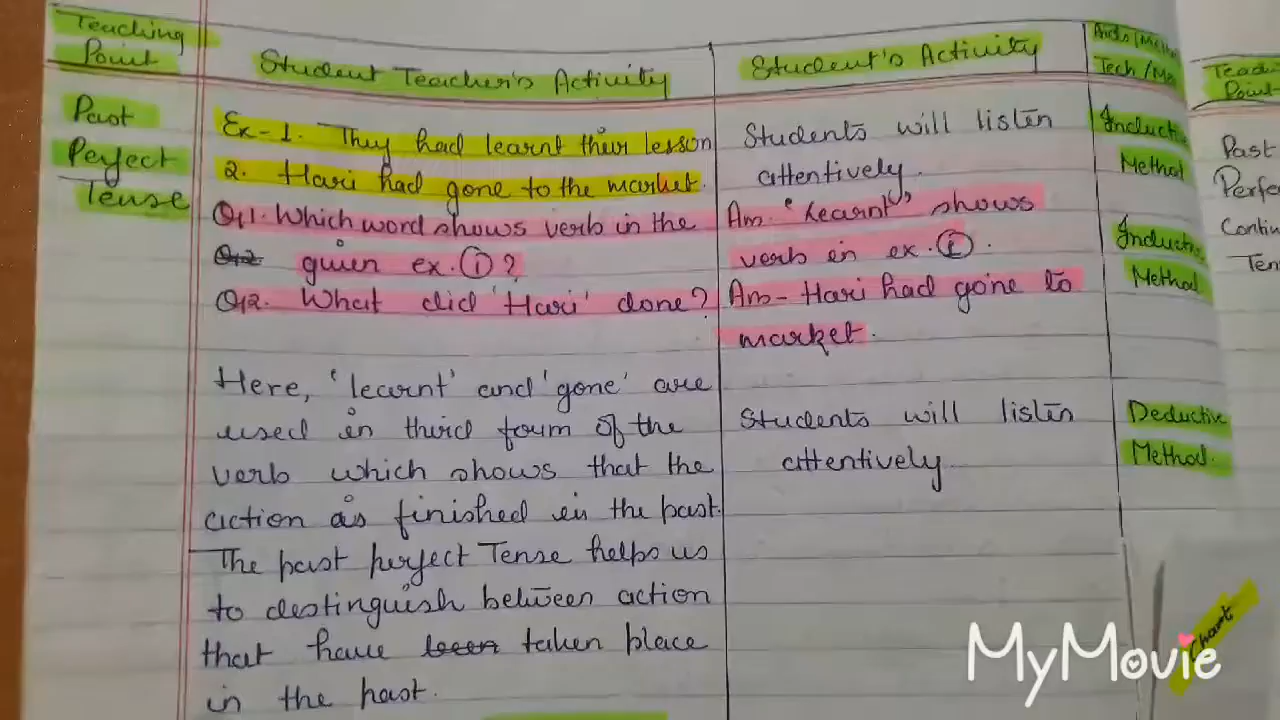 Teaching
Point
Student Teacher's Activity
Student's Activity
Tech/
Past
Perfect
Tense
Ex-1. They had learnt their lesson
2. Hari had gone to the market.
Q1. Which word shows verb in the
given ex. ①?
Q2. What did 'Hari' done?
Here, 'learnt' and 'gone' are
used in third form of the
verb which shows that the
action is finished in the past.
The past perfect Tense helps us
to destinguish between action
that have been taken place
in the past.
Students will listen
attentively.
Ans- "Learnt" shows
verb in ex. ①.
Ans- Hari had gone to
market.
Students will listen
attentively
Inductive
Method
Inductive
Method
Deductive
Method.
Point
Past
Chart
MyMovie